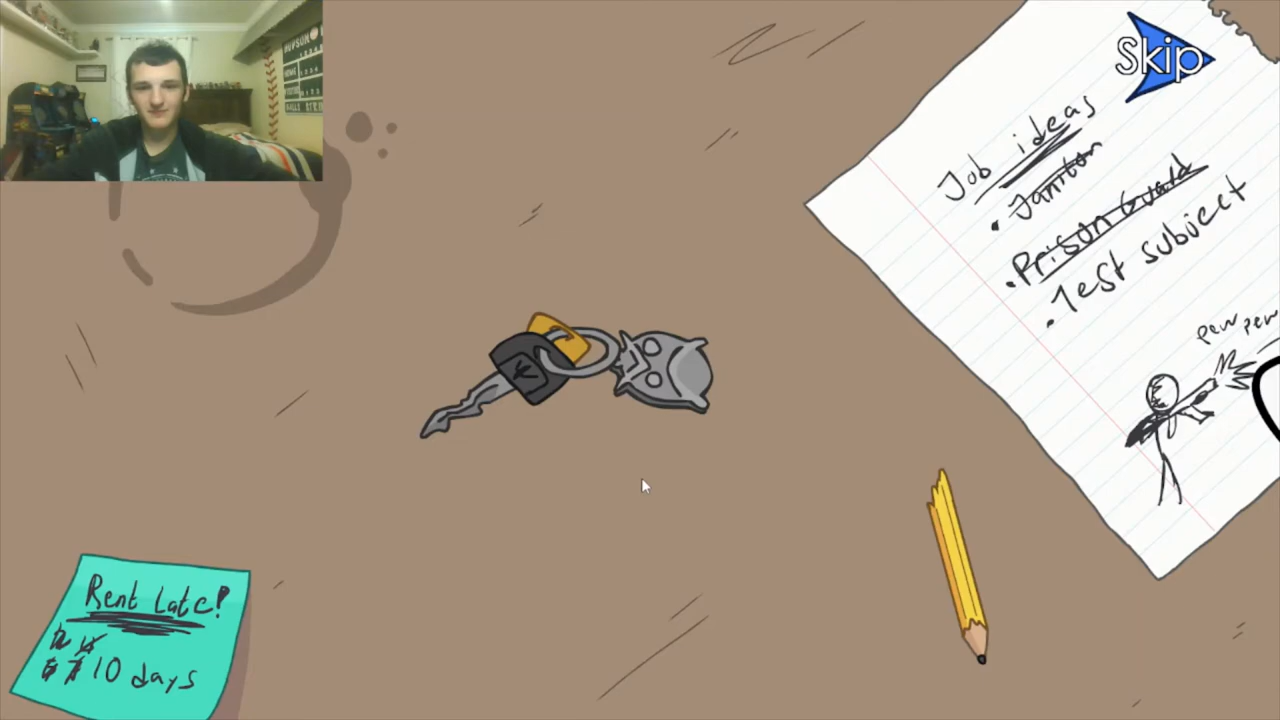 Skip
Job ideas
• Janitor
• Prison Guard
• Test subject
pew pew
Rent Late!
10 days